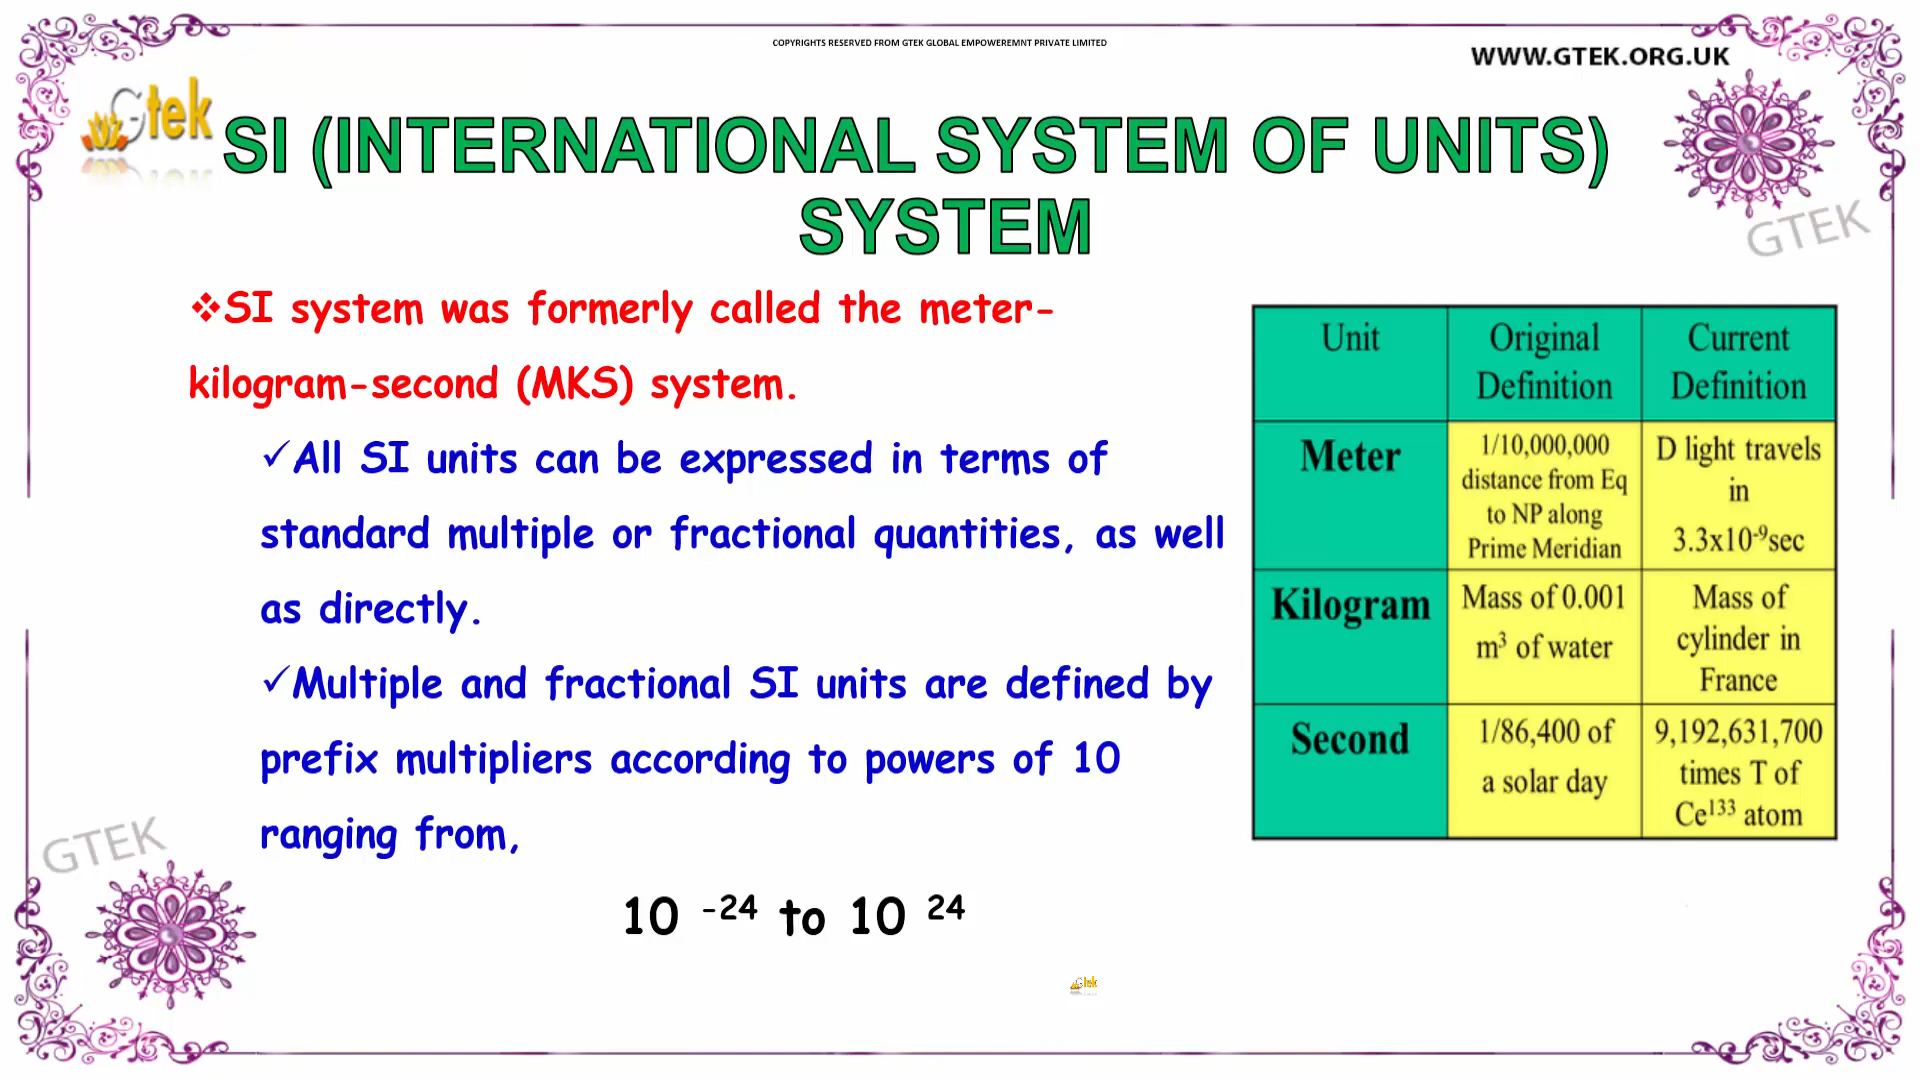 COPYRIGHTS RESERVED FROM GTEK GLOBAL EMPOWEREMNT PRIVATE LIMITED
WWW.GTEK.ORG.UK
Gtek
SI (INTERNATIONAL SYSTEM OF UNITS)
SYSTEM
GTEK
❖SI system was formerly called the meter-
kilogram-second (MKS) system.
✓All SI units can be expressed in terms of
standard multiple or fractional quantities, as well
as directly.
✓Multiple and fractional SI units are defined by
prefix multipliers according to powers of 10
ranging from,
10 ⁻²⁴ to 10 ²⁴
Unit
Original
Definition
Current
Definition
Meter
1/10,000,000
distance from Eq
to NP along
Prime Meridian
D light travels
in
3.3x10⁻⁹sec
Kilogram
Mass of 0.001
m³ of water
Mass of
cylinder in
France
Second
1/86,400 of
a solar day
9,192,631,700
times T of
Ce¹³³ atom
GTEK
Gtek